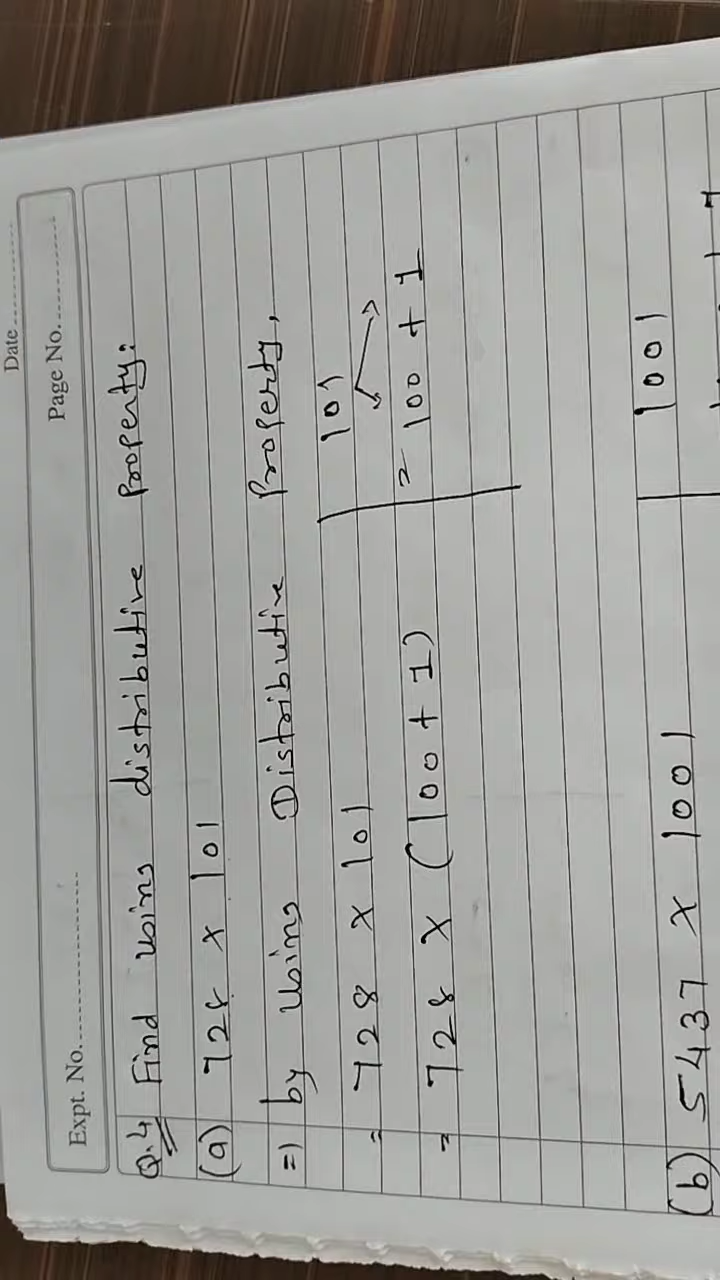 Date
Expt. No.
Page No.
Q.4 Find using distributive property:
(a) 728 x 101
=) by using Distributive Property,
= 728 x 101
101
= 728 x (100 + 1)
= 100 + 1
(b) 5437 x 1001
1001